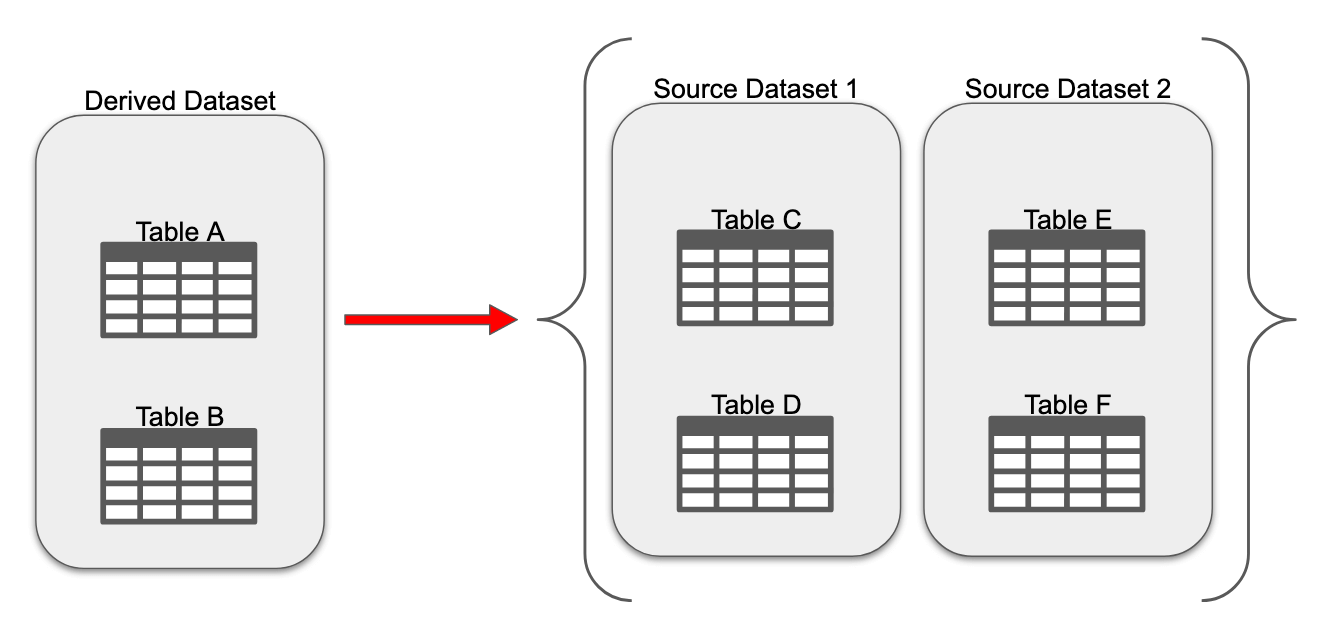 Derived Dataset
Table A
Table B
Source Dataset 1
Table C
Table D
Source Dataset 2
Table E
Table F